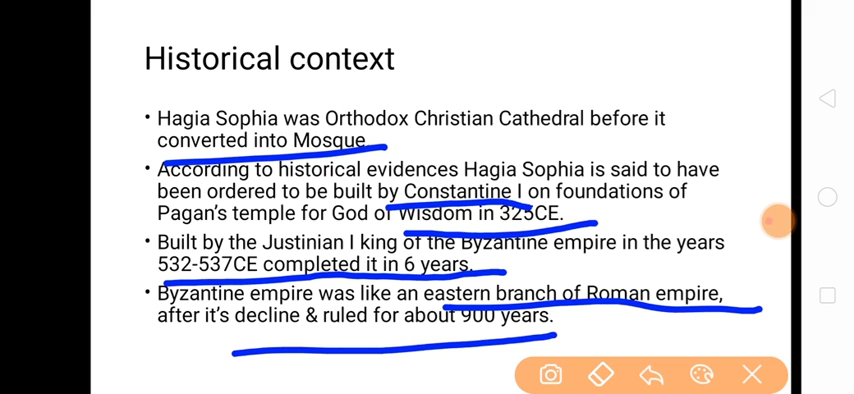 Historical context
• Hagia Sophia was Orthodox Christian Cathedral before it
converted into Mosque.
• According to historical evidences Hagia Sophia is said to have
been ordered to be built by Constantine I on foundations of
Pagan's temple for God of Wisdom in 325CE.
• Built by the Justinian I king of the Byzantine empire in the years
532-537CE completed it in 6 years.
• Byzantine empire was like an eastern branch of Roman empire,
after it's decline & ruled for about 900 years.